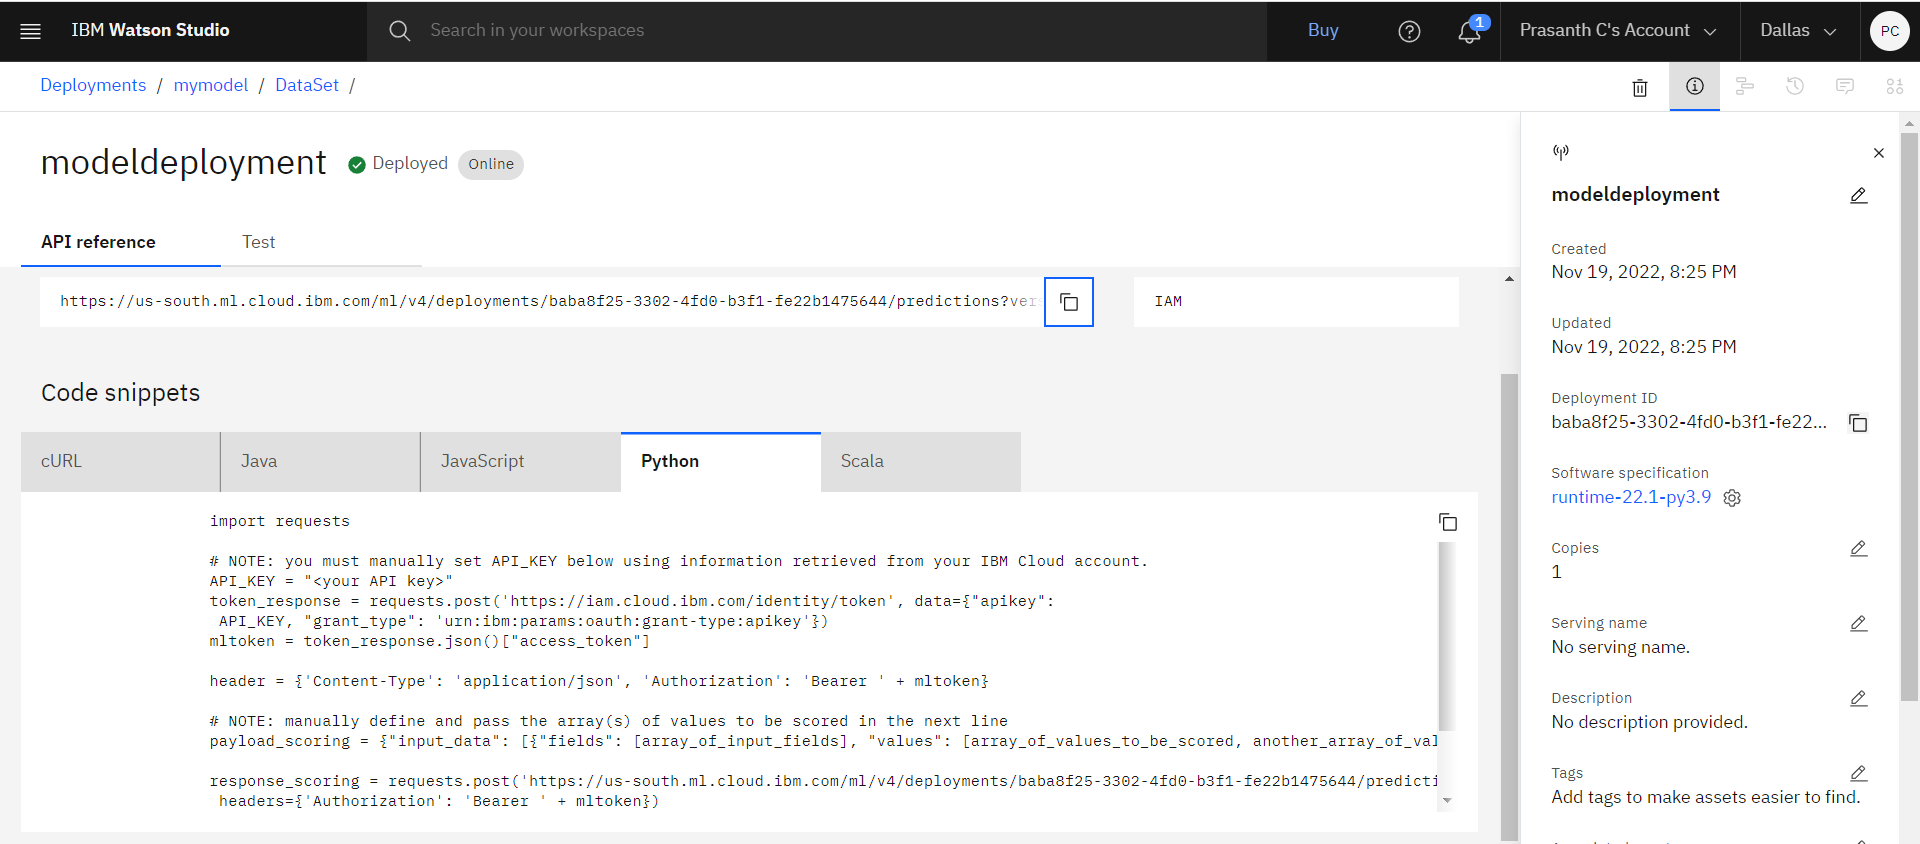 IBM Watson Studio
Search in your workspaces
Buy
1
Prasanth C's Account
Dallas
PC
Deployments / mymodel / DataSet /
modeldeployment
Deployed
Online
API reference
Test
https://us-south.ml.cloud.ibm.com/ml/v4/deployments/baba8f25-3302-4fd0-b3f1-fe22b1475644/predictions?ver
IAM
Code snippets
cURL
Java
JavaScript
Python
Scala
import requests
# NOTE: you must manually set API_KEY below using information retrieved from your IBM Cloud account.
API_KEY = "<your API key>"
token_response = requests.post('https://iam.cloud.ibm.com/identity/token', data={"apikey":
API_KEY, "grant_type": 'urn:ibm:params:oauth:grant-type:apikey'})
mltoken = token_response.json()["access_token"]
header = {'Content-Type': 'application/json', 'Authorization': 'Bearer ' + mltoken}
# NOTE: manually define and pass the array(s) of values to be scored in the next line
payload_scoring = {"input_data": [{"fields": [array_of_input_fields], "values": [array_of_values_to_be_scored, another_array_of_val
response_scoring = requests.post('https://us-south.ml.cloud.ibm.com/ml/v4/deployments/baba8f25-3302-4fd0-b3f1-fe22b1475644/predicti
headers={'Authorization': 'Bearer ' + mltoken})
modeldeployment
Created
Nov 19, 2022, 8:25 PM
Updated
Nov 19, 2022, 8:25 PM
Deployment ID
baba8f25-3302-4fd0-b3f1-fe22...
Software specification
runtime-22.1-py3.9
Copies
1
Serving name
No serving name.
Description
No description provided.
Tags
Add tags to make assets easier to find.